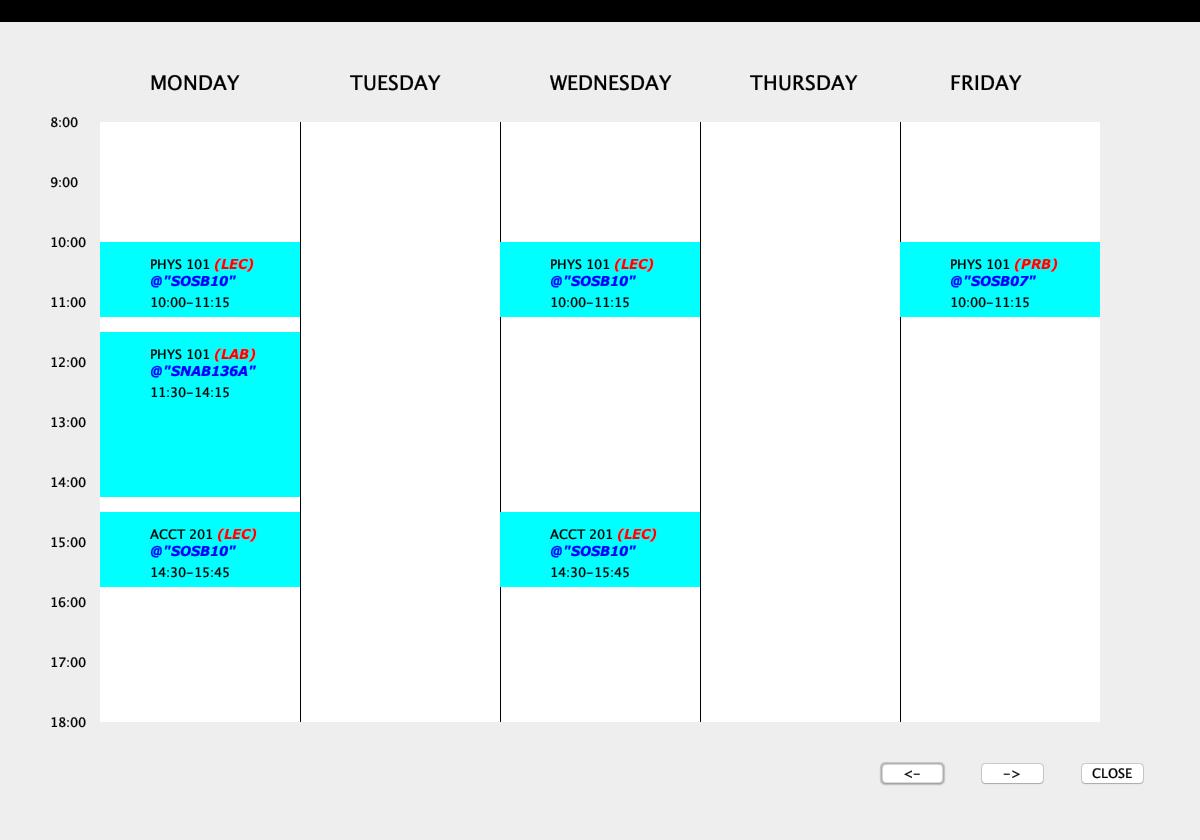 MONDAY TUESDAY WEDNESDAY THURSDAY FRIDAY
8:00
9:00
10:00
PHYS 101 (LEC) PHYS 101 (LEC) PHYS 101 (PRB)
@"SOSB10" @"SOSB10" @"SOSB07"
11:00 10:00-11:15 10:00-11:15 10:00-11:15
12:00 PHYS 101 (LAB)
@"SNAB136A"
11:30-14:15
13:00
14:00
ACCT 201 (LEC) ACCT 201 (LEC)
15:00 @"SOSB10" @"SOSB10"
14:30-15:45 14:30-15:45
16:00
17:00
18:00
<- -> CLOSE